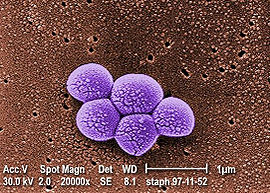 Acc.V Spot Magn Det WD 1µm
30.0 kV 2.0 20000x SE 8.1 staph.97-11-52